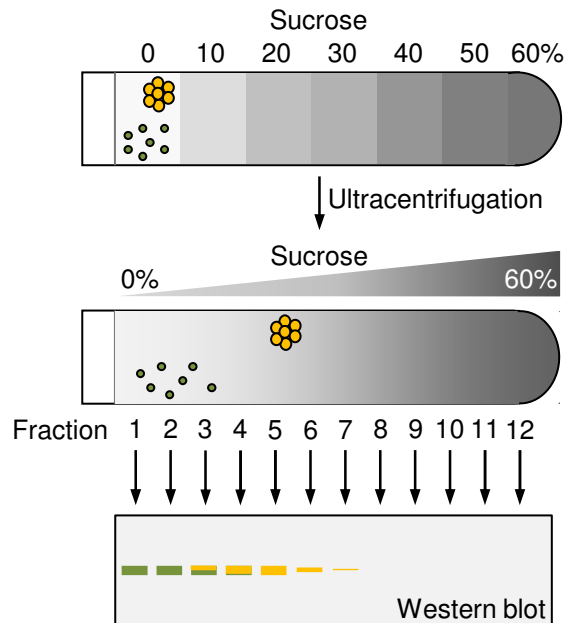 Sucrose
0 10 20 30 40 50 60%
Ultracentrifugation
Sucrose
0% 60%
Fraction 1 2 3 4 5 6 7 8 9 10 11 12
Western blot